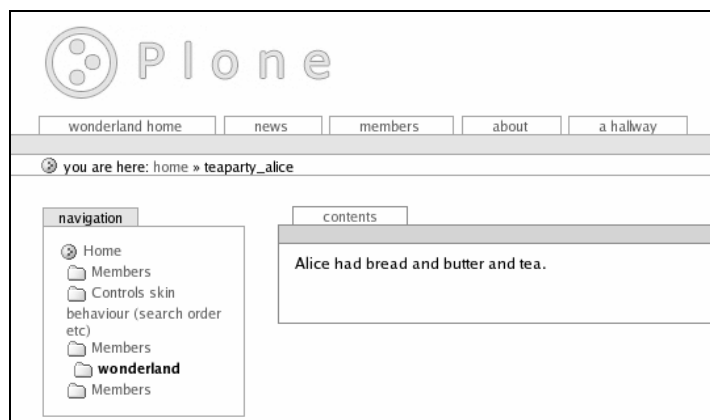 Plone
wonderland home news members about a hallway
you are here: home » teaparty_alice
navigation
Home
Members
Controls skin
behaviour (search order
etc)
Members
wonderland
Members
contents
Alice had bread and butter and tea.